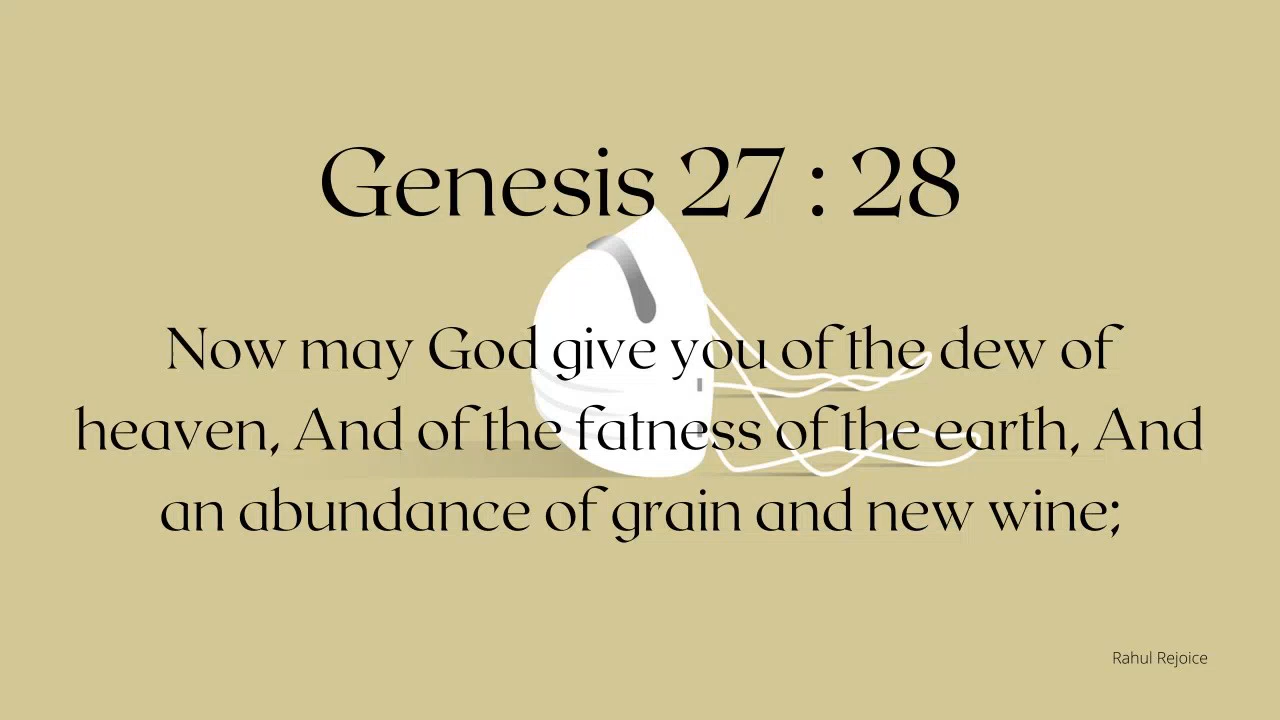 Genesis 27 : 28
Now may God give you of the dew of
heaven, And of the fatness of the earth, And
an abundance of grain and new wine;
Rahul Rejoice